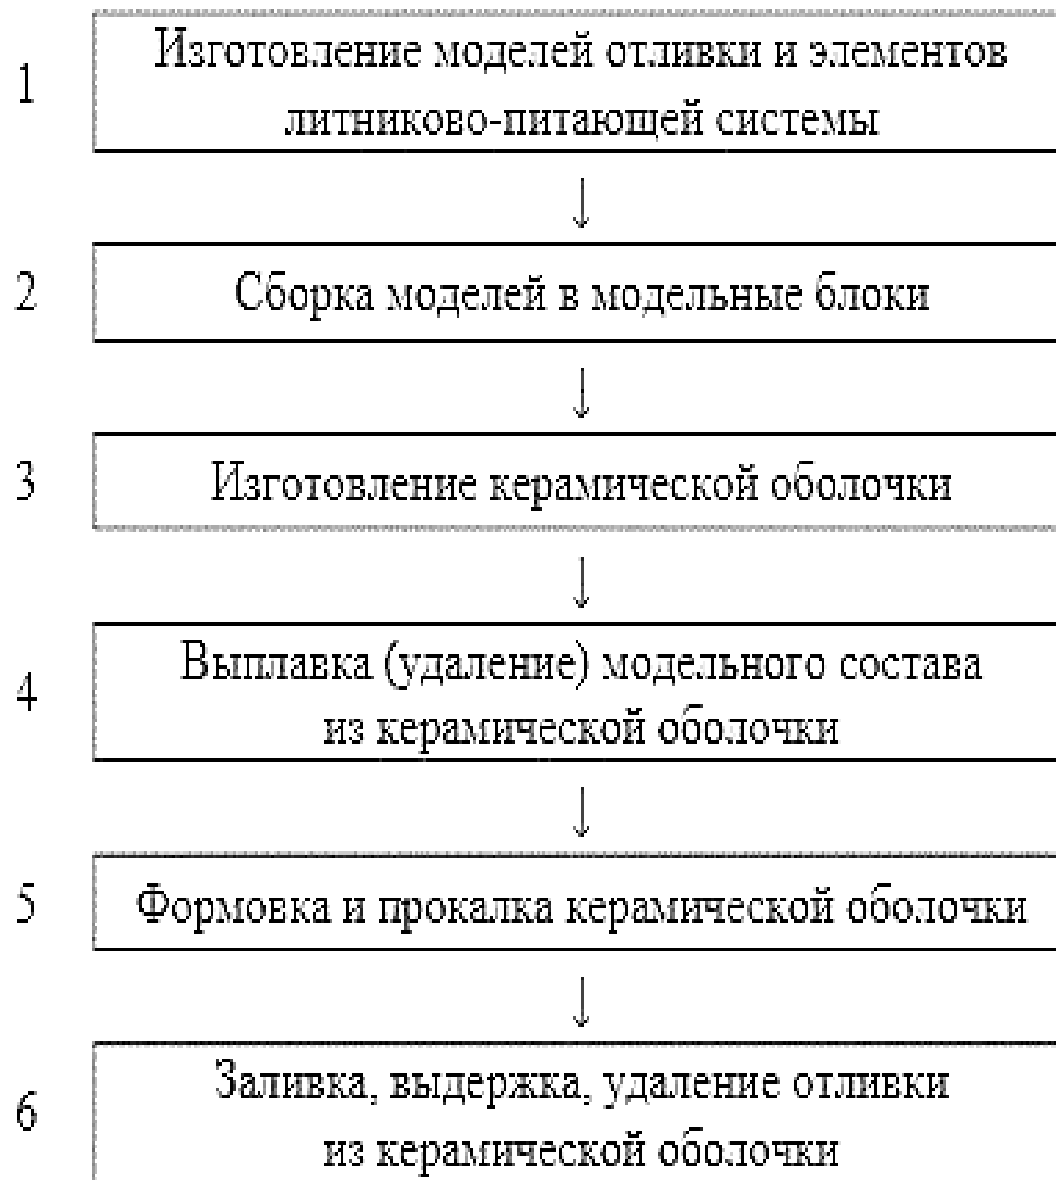 1
Изготовление моделей отливки и элементов
литниково-питающей системы
↓
2
Сборка моделей в модельные блоки
↓
3
Изготовление керамической оболочки
↓
4
Выплавка (удаление) модельного состава
из керамической оболочки
↓
5
Формовка и прокалка керамической оболочки
↓
6
Заливка, выдержка, удаление отливки
из керамической оболочки